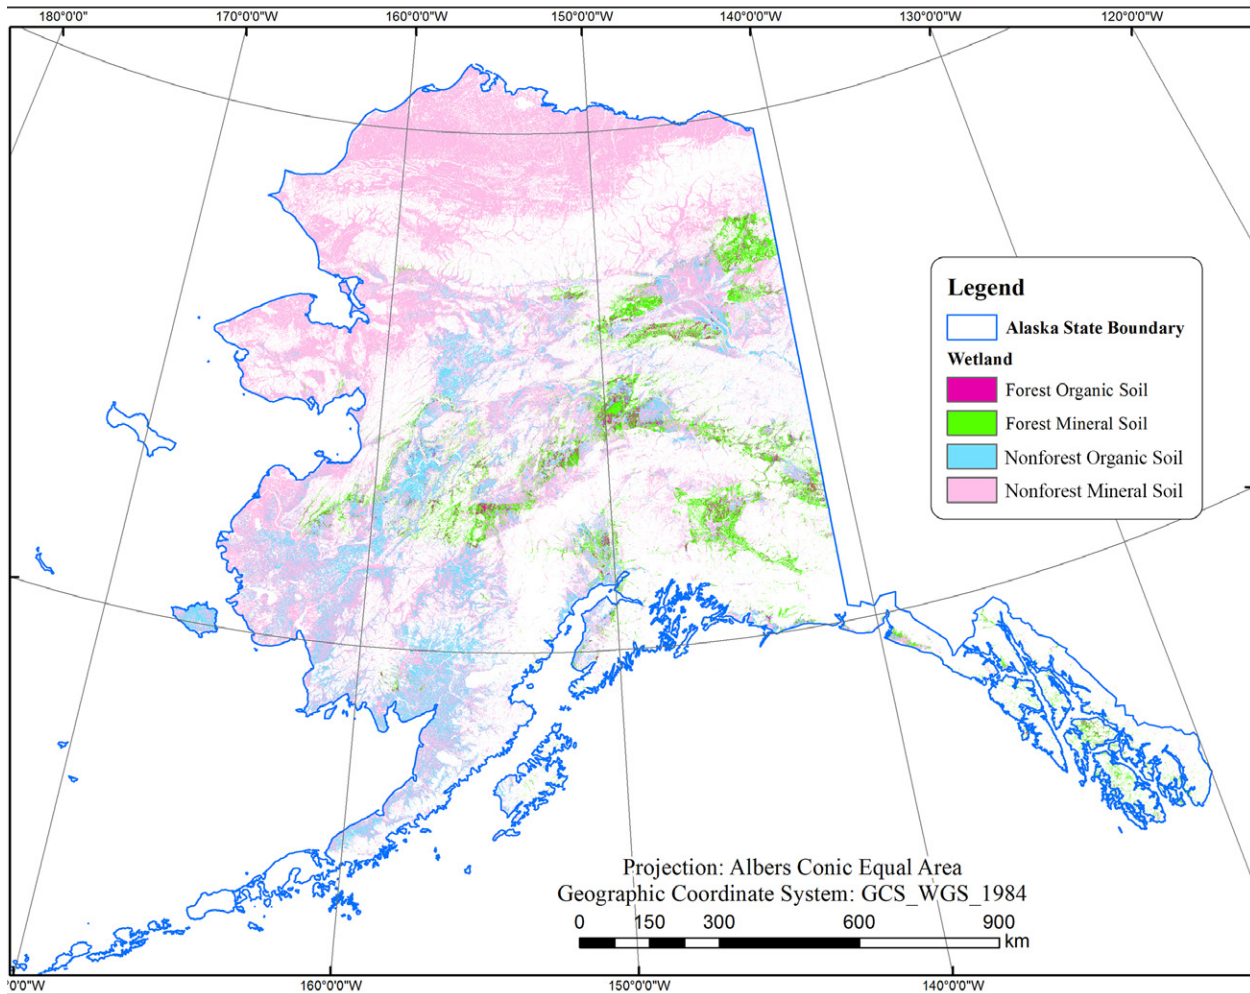 180°0'0" 170°0'0"W 160°0'0"W 150°0'0"W 140°0'0"W 130°0'0"W 120°0'0"W
Legend
Alaska State Boundary
Wetland
Forest Organic Soil
Forest Mineral Soil
Nonforest Organic Soil
Nonforest Mineral Soil
Projection: Albers Conic Equal Area
Geographic Coordinate System: GCS_WGS_1984
0 150 300 600 900
km
0°0'0"W 160°0'0"W 150°0'0"W 140°0'0"W